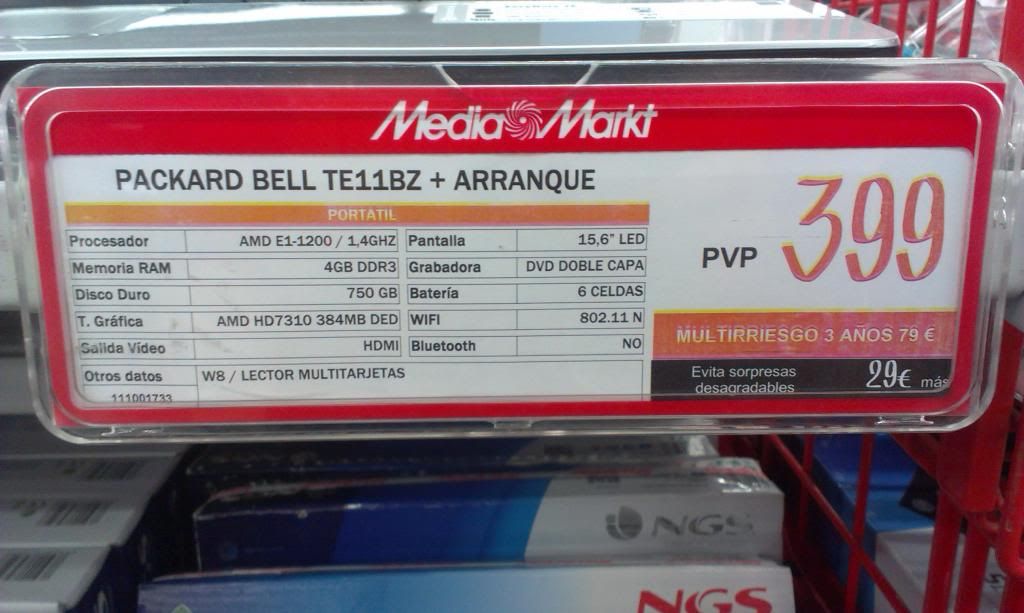 Media Markt
PACKARD BELL TE11BZ + ARRANQUE
PORTATIL
Procesador AMD E1-1200 / 1,4GHZ Pantalla 15,6" LED
Memoria RAM 4GB DDR3 Grabadora DVD DOBLE CAPA
Disco Duro 750 GB Batería 6 CELDAS
T. Gráfica AMD HD7310 384MB DED WIFI 802.11 N
Salida Vídeo HDMI Bluetooth NO
Otros datos W8 / LECTOR MULTITARJETAS
111001733
PVP 399
MULTIRRIESGO 3 AÑOS 79 €
Evita sorpresas
desagradables 29€ más
NGS
NGS